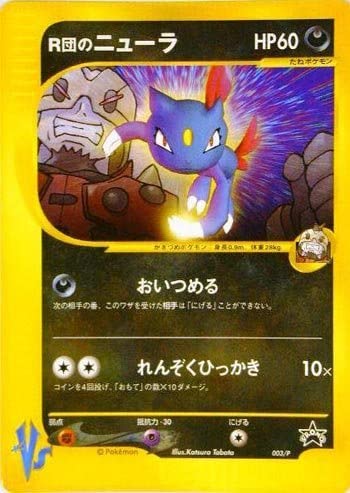 R団のニューラ HP60
たねポケモン
かぎづめポケモン 身長0.9m、体重28kg.
おいつめる
次の相手の番、このワザを受けた相手は「にげる」ことができない。
れんぞくひっかき 10×
コインを4回投げ、「おもて」の数×10ダメージ。
弱点 抵抗力-30 にげる
VS
© Pokémon Illus.Katsura Tabata 003/P